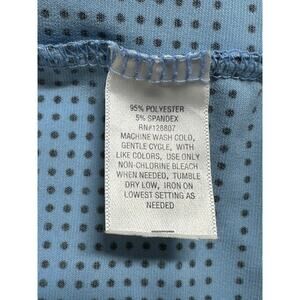 95% POLYESTER
5% SPANDEX
RN#128807
MACHINE WASH COLD,
GENTLE CYCLE, WITH
LIKE COLORS, USE ONLY
NON-CHLORINE BLEACH
WHEN NEEDED, TUMBLE
DRY LOW, IRON ON
LOWEST SETTING AS
NEEDED